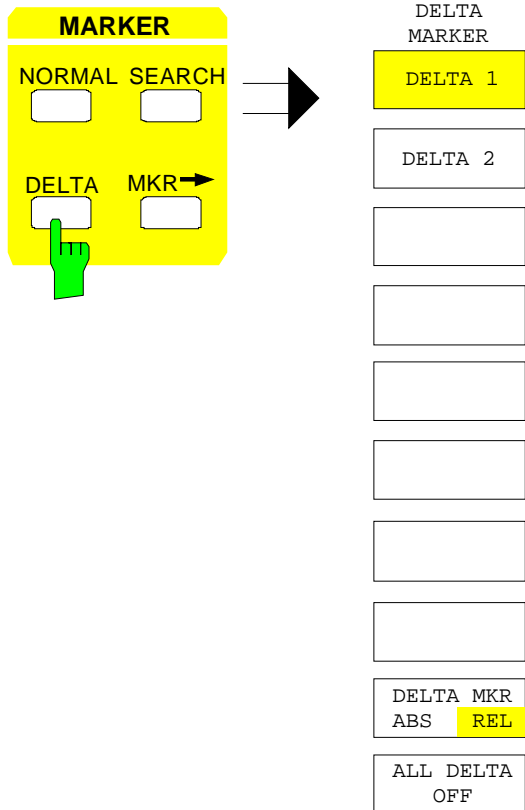 MARKER
NORMAL SEARCH
DELTA MKR
DELTA
MARKER
DELTA 1
DELTA 2
DELTA MKR
ABS REL
ALL DELTA
OFF